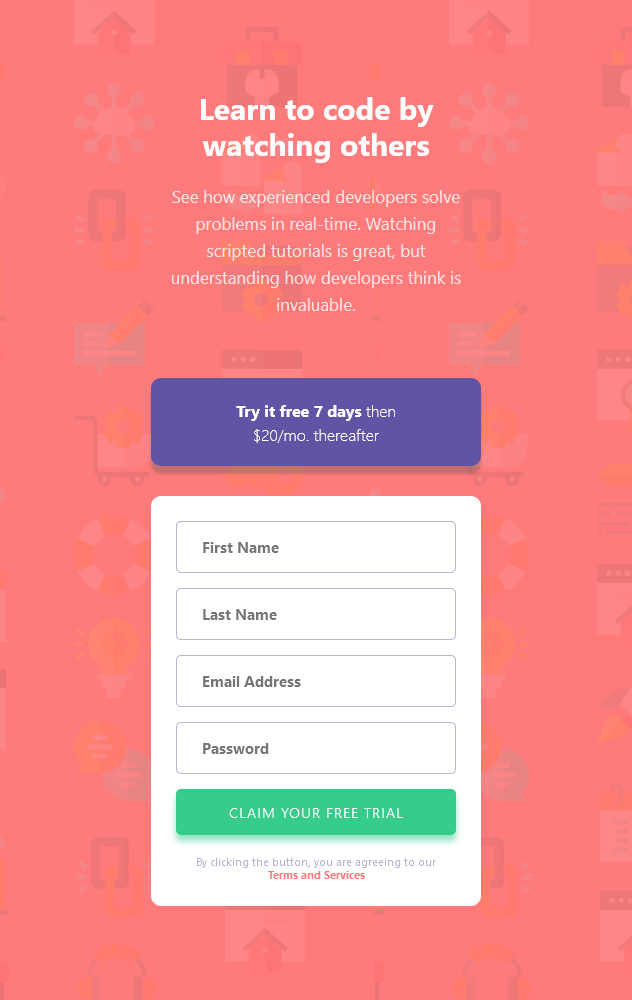 Learn to code by
watching others
See how experienced developers solve
problems in real-time. Watching
scripted tutorials is great, but
understanding how developers think is
invaluable.
Try it free 7 days then
$20/mo. thereafter
First Name
Last Name
Email Address
Password
CLAIM YOUR FREE TRIAL
By clicking the button, you are agreeing to our
Terms and Services